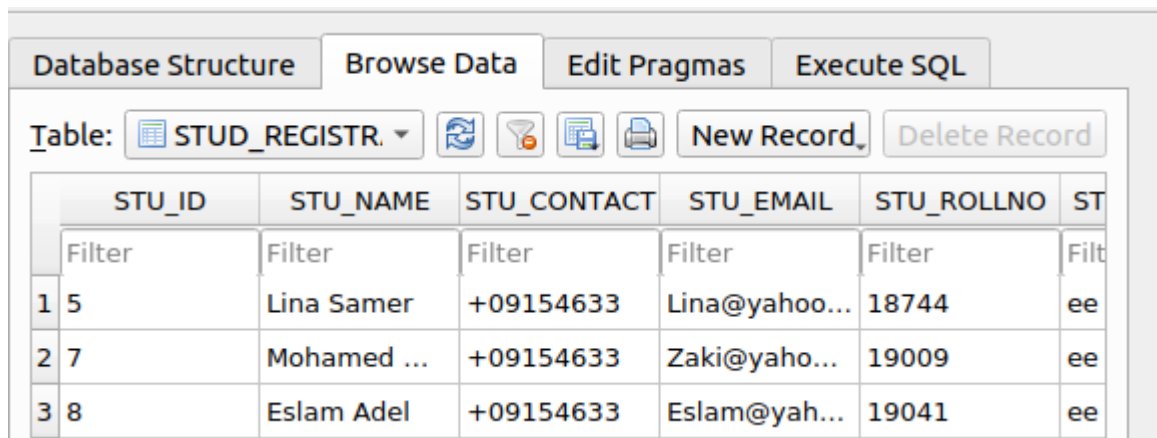 Database Structure Browse Data Edit Pragmas Execute SQL
Table: STUD_REGISTR. New Record Delete Record
STU_ID STU_NAME STU_CONTACT STU_EMAIL STU_ROLLNO ST
Filter Filter Filter Filter Filter Filt
1 5 Lina Samer +09154633 Lina@yahoo... 18744 ee
2 7 Mohamed ... +09154633 Zaki@yaho... 19009 ee
3 8 Eslam Adel +09154633 Eslam@yah... 19041 ee